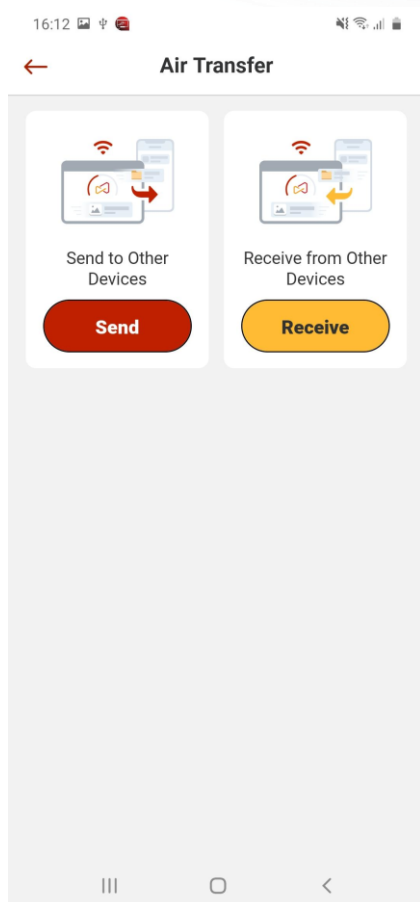 16:12
Air Transfer
Send to Other
Devices
Send
Receive from Other
Devices
Receive